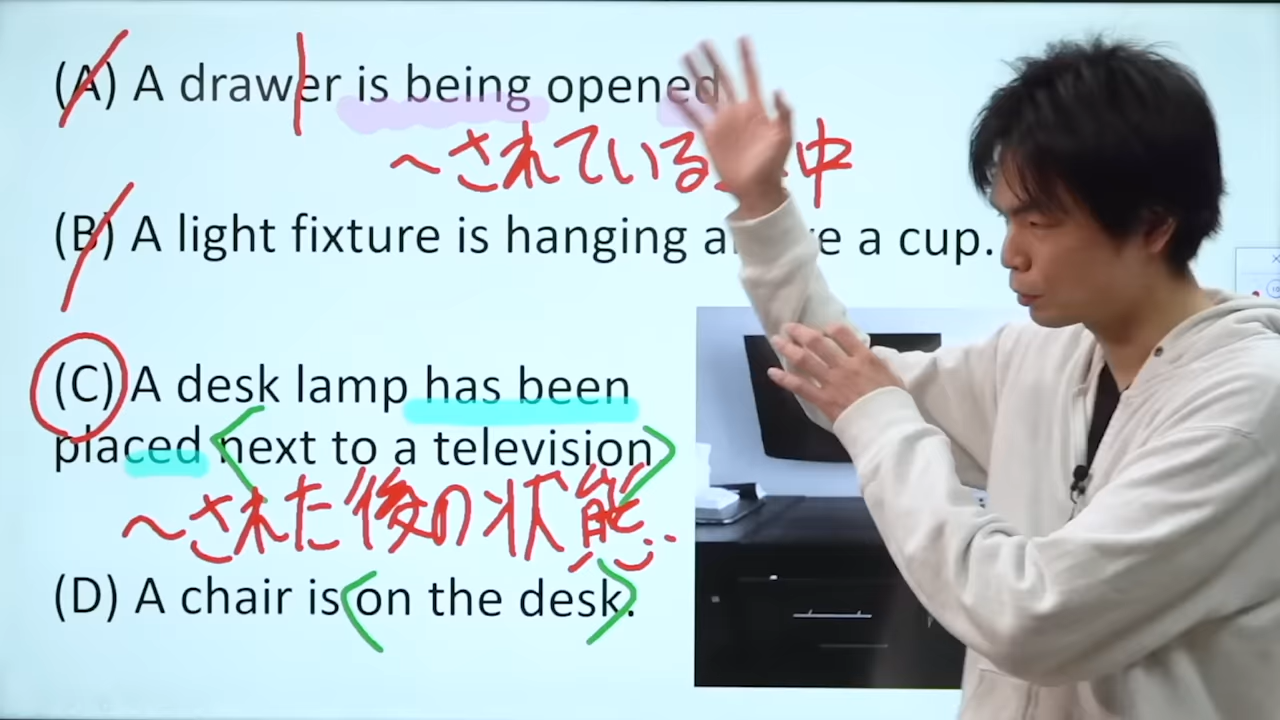 (A) A drawer is being opened
〜されている 中
(B) A light fixture is hanging a e a cup.
(C) A desk lamp has been
placed next to a television
〜された後の状態
(D) A chair is on the desk.